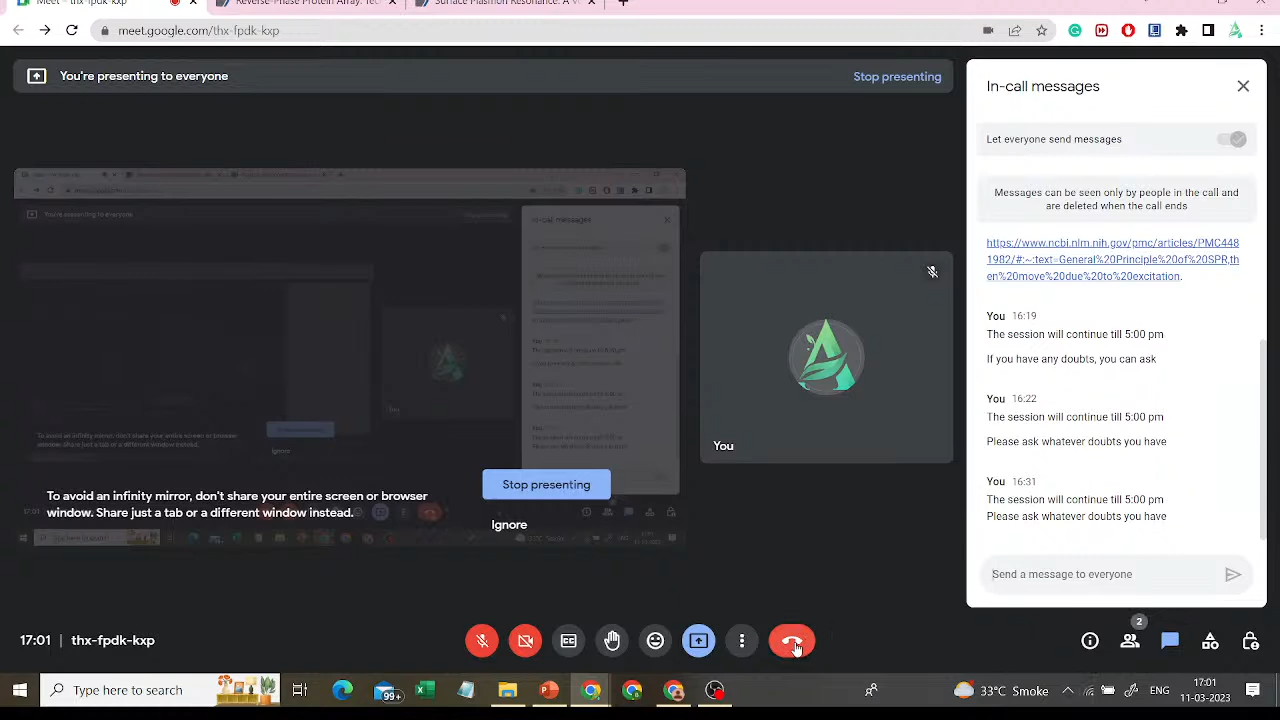 Meet – thx-fpdk-kxp
Reverse-Phase Protein Array: Tec
Surface Plasmon Resonance: A V
meet.google.com/thx-fpdk-kxp
You're presenting to everyone
Stop presenting
In-call messages
Let everyone send messages
Messages can be seen only by people in the call and
are deleted when the call ends
https://www.ncbi.nlm.nih.gov/pmc/articles/PMC448
1982/#:~:text=General%20Principle%20of%20SPR,th
en%20move%20due%20to%20excitation.
You 16:19
The session will continue till 5:00 pm
If you have any doubts, you can ask
You 16:22
The session will continue till 5:00 pm
Please ask whatever doubts you have
You 16:31
The session will continue till 5:00 pm
Please ask whatever doubts you have
Send a message to everyone
You
To avoid an infinity mirror, don't share your entire screen or browser
window. Share just a tab or a different window instead.
Stop presenting
Ignore
17:01 | thx-fpdk-kxp
2
Type here to search
99+
33°C Smoke
ENG
17:01
11-03-2023